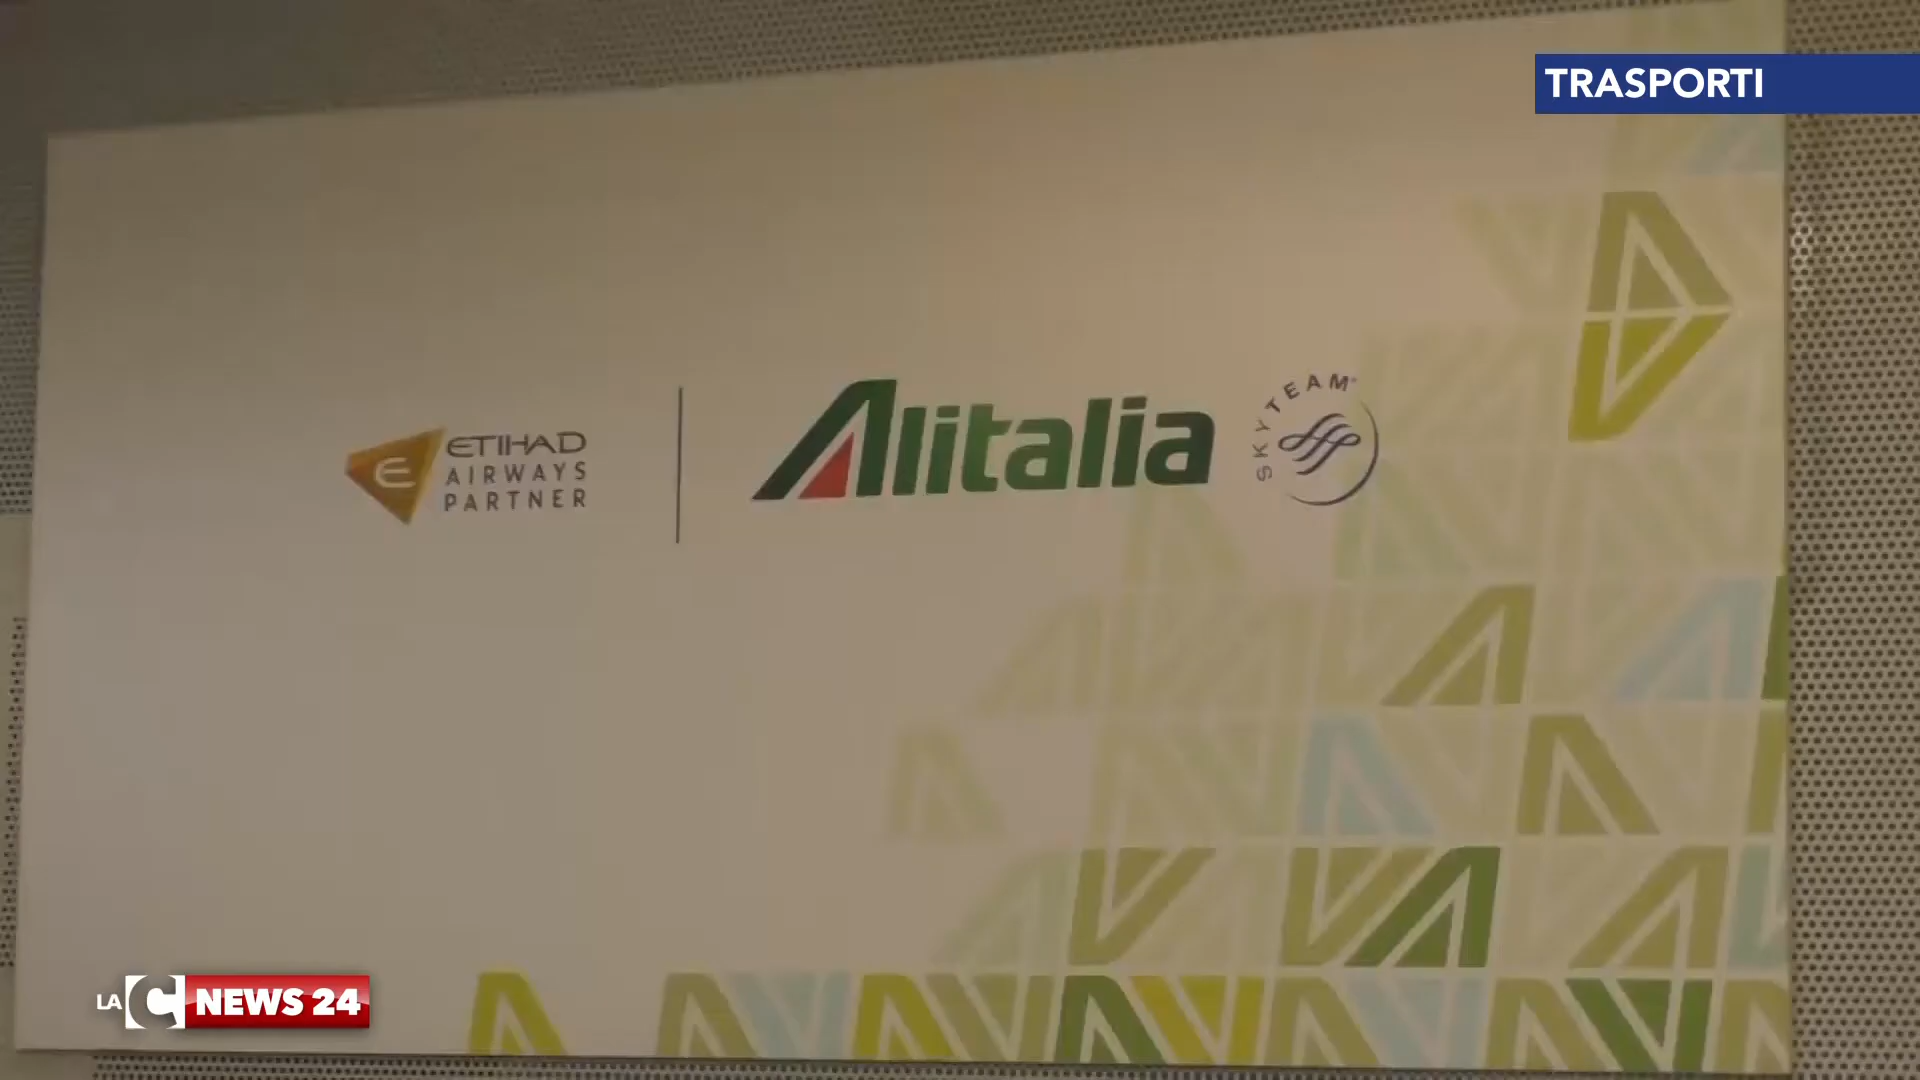 TRASPORTI
ETIHAD
AIRWAYS
PARTNER
Alitalia
SKYTEAM
LA C NEWS 24